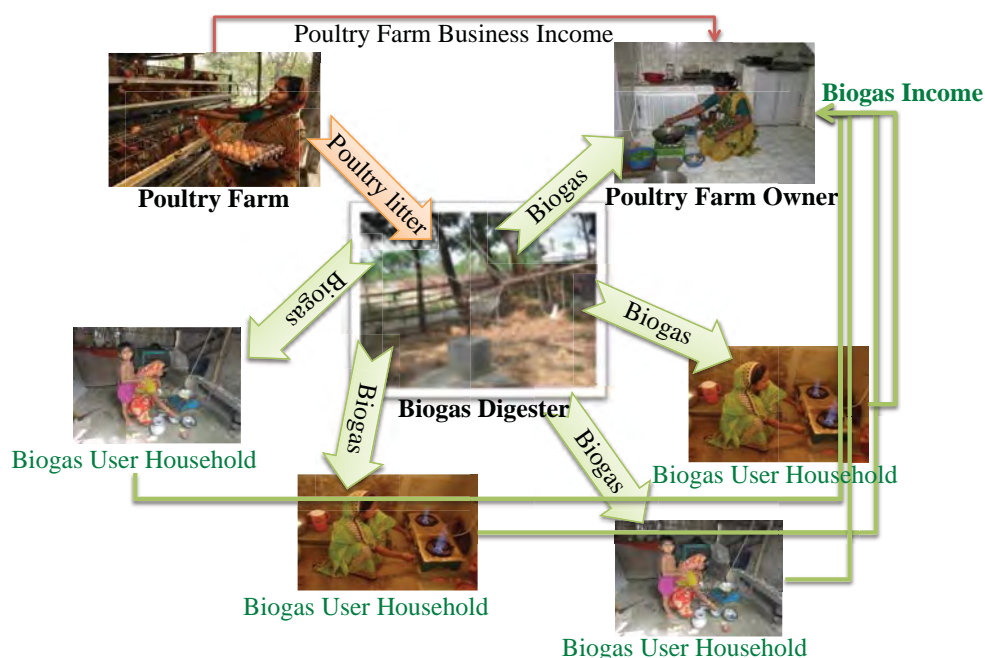 Poultry Farm Business Income
Biogas Income
Poultry Farm
Poultry Farm Owner
Poultry litter
Biogas
Biogas
Biogas
Biogas
Biogas
Biogas Digester
Biogas User Household
Biogas User Household
Biogas User Household
Biogas User Household